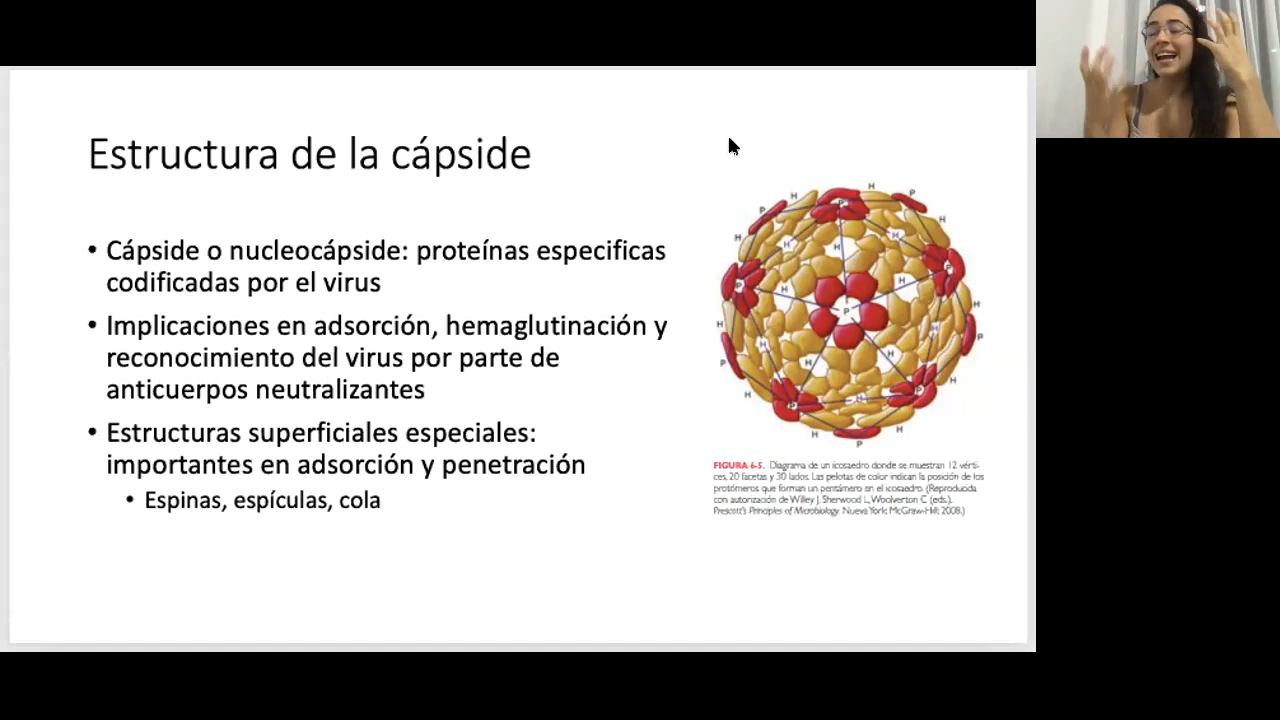 Estructura de la cápside
• Cápside o nucleocápside: proteínas especificas
codificadas por el virus
• Implicaciones en adsorción, hemaglutinación y
reconocimiento del virus por parte de
anticuerpos neutralizantes
• Estructuras superficiales especiales:
importantes en adsorción y penetración
• Espinas, espículas, cola
FIGURA 6-5. Diagrama de un icosaedro donde se muestran 12 vérti-
ces, 20 facetas y 30 lados. Las pelotas de color indican la posición de los
protómeros que forman un pentámero en el icosaedro. (Reproducida
con autorización de Willey J, Sherwood L, Woolverton C (eds.).
Prescott's Principles of Microbiology. Nueva York: McGraw-Hill; 2008.)